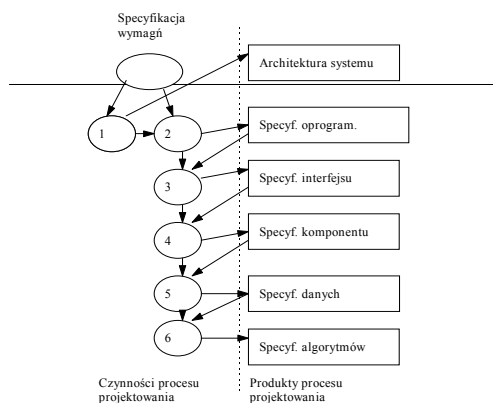 Specyfikacja
wymagń
Architektura systemu
1
2
Specyf. oprogram.
3
Specyf. interfejsu
4
Specyf. komponentu
5
Specyf. danych
6
Specyf. algorytmów
Czynności procesu
projektowania
Produkty procesu
projektowania